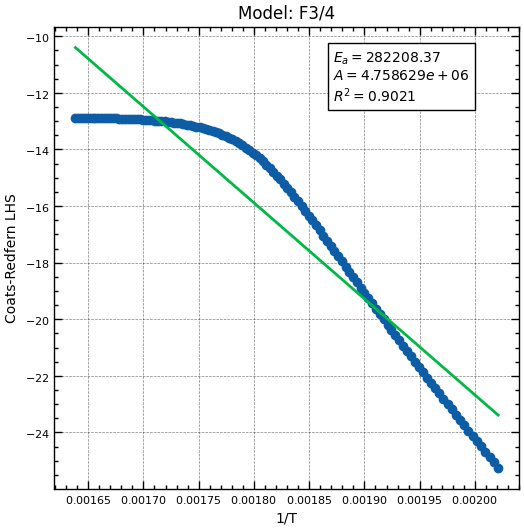 Model: F3/4
−10
−12
−14
−16
−18
−20
−22
−24
Coats-Redfern LHS
Eₐ = 282208.37
A = 4.758629e + 06
R² = 0.9021
0.00165 0.00170 0.00175 0.00180 0.00185 0.00190 0.00195 0.00200
1/T